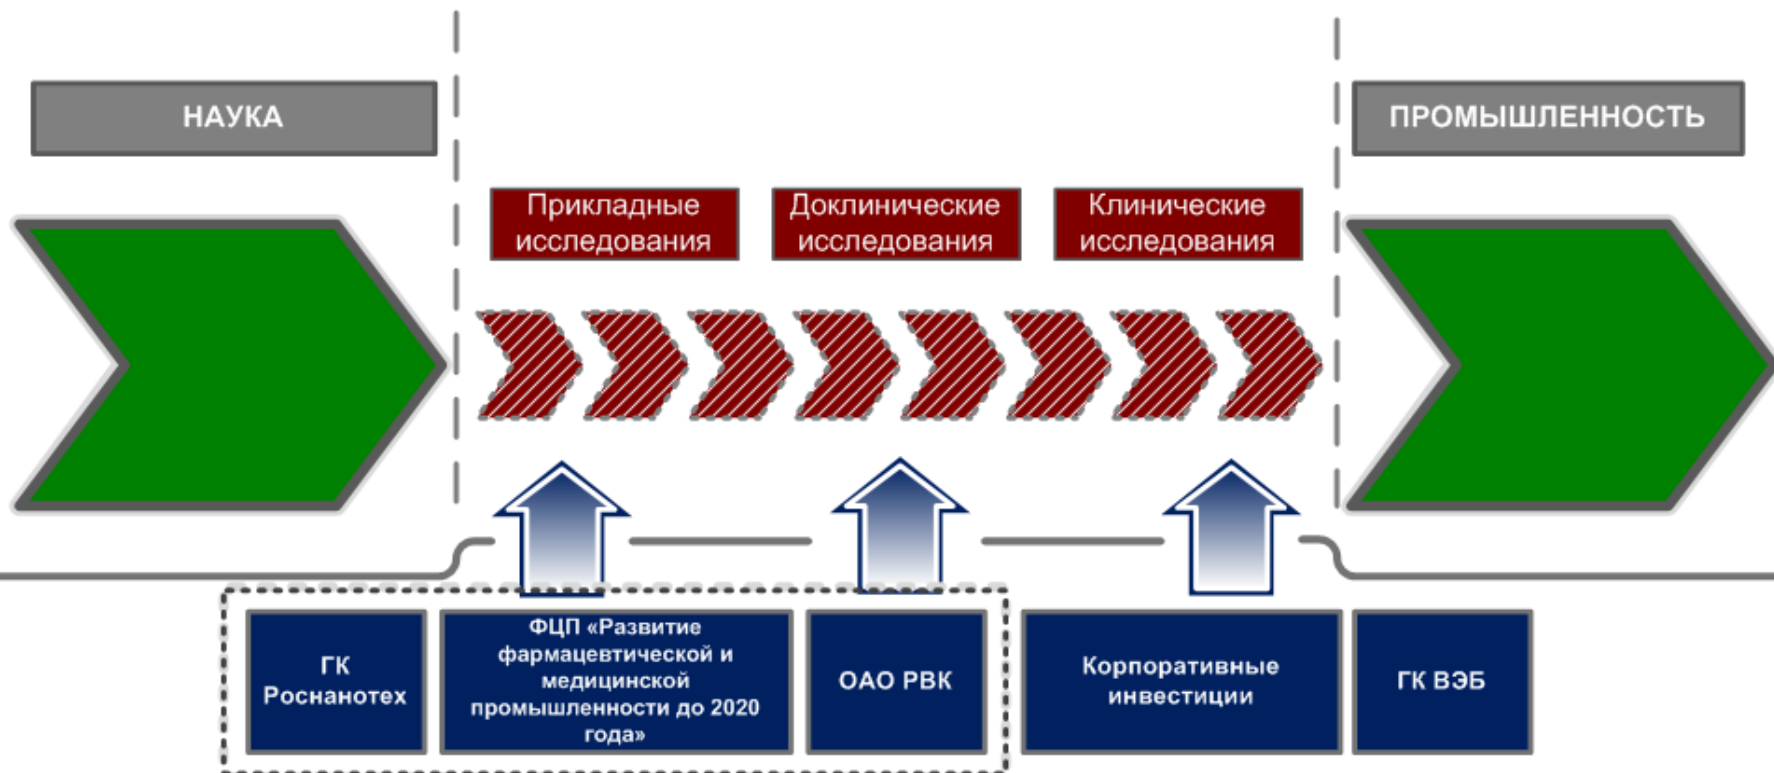 НАУКА
ПРОМЫШЛЕННОСТЬ
Прикладные
исследования
Доклинические
исследования
Клинические
исследования
ГК
Роснанотех
ФЦП «Развитие
фармацевтической и
медицинской
промышленности до 2020
года»
ОАО РВК
Корпоративные
инвестиции
ГК ВЭБ